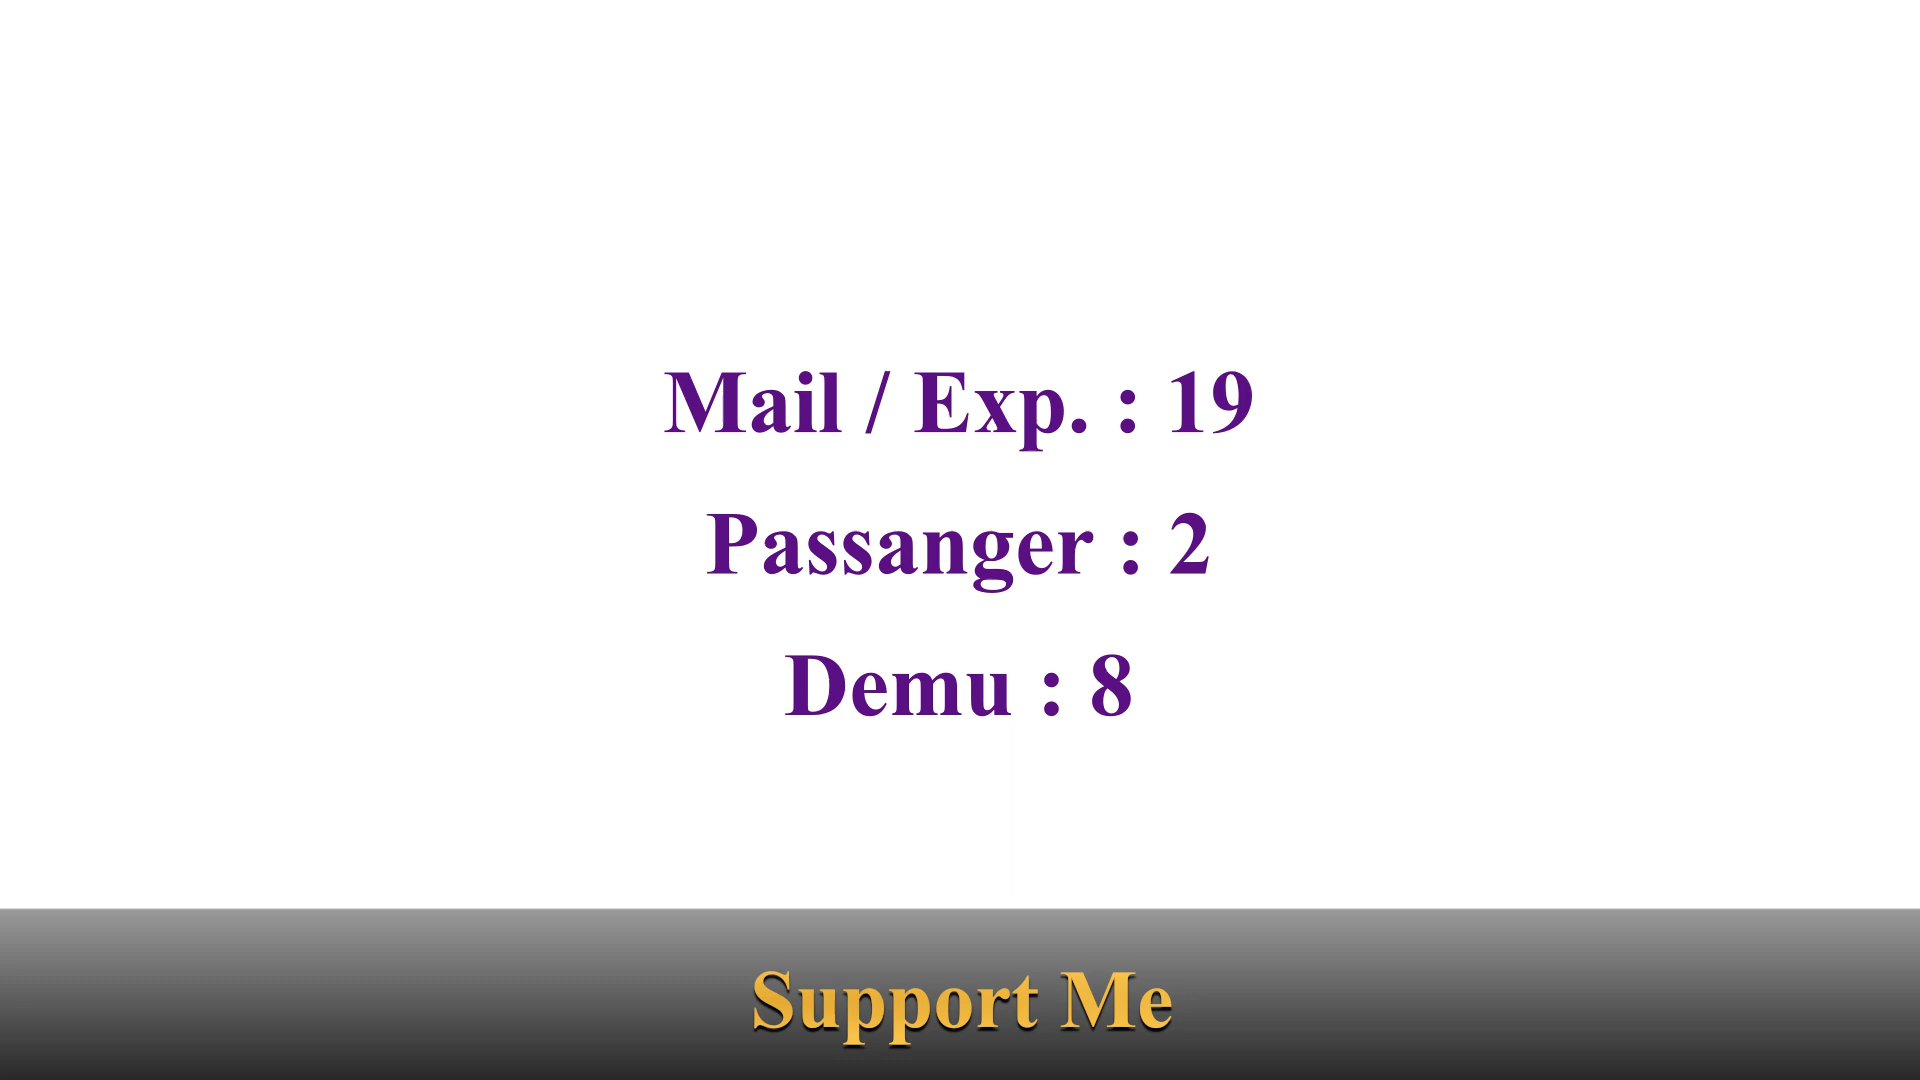 Mail / Exp. : 19
Passanger : 2
Demu : 8
Support Me